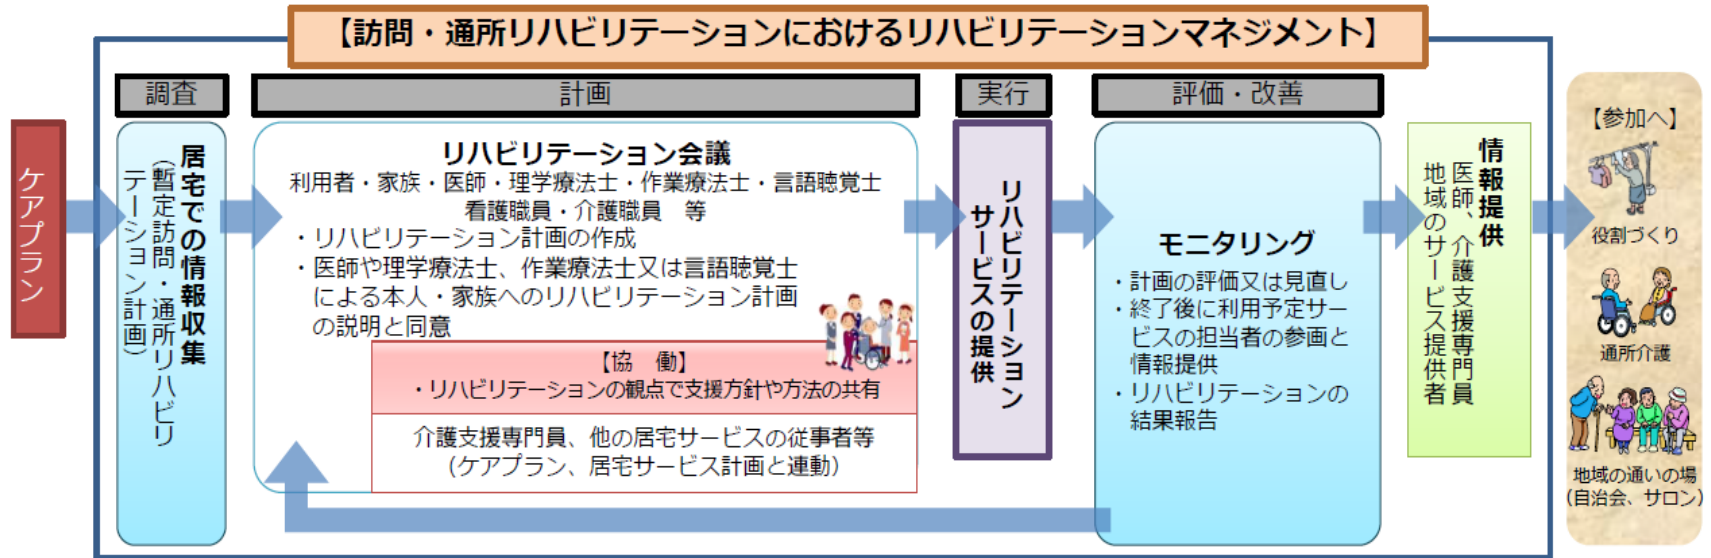 【訪問・通所リハビリテーションにおけるリハビリテーションマネジメント】
ケアプラン
調査
居宅での情報収集
(暫定訪問・通所リハビリ
テーション計画)
計画
リハビリテーション会議
利用者・家族・医師・理学療法士・作業療法士・言語聴覚士
看護職員・介護職員　等
・リハビリテーション計画の作成
・医師や理学療法士、作業療法士又は言語聴覚士
による本人・家族へのリハビリテーション計画
の説明と同意
【協　働】
・リハビリテーションの観点で支援方針や方法の共有
介護支援専門員、他の居宅サービスの従事者等
（ケアプラン、居宅サービス計画と連動）
実行
リハビリテーション
サービスの提供
評価・改善
モニタリング
・計画の評価又は見直し
・終了後に利用予定サー
ビスの担当者の参画と
情報提供
・リハビリテーションの
結果報告
情報提供
医師、介護支援専門員
地域のサービス提供者
【参加へ】
役割づくり
通所介護
地域の通いの場
（自治会、サロン）